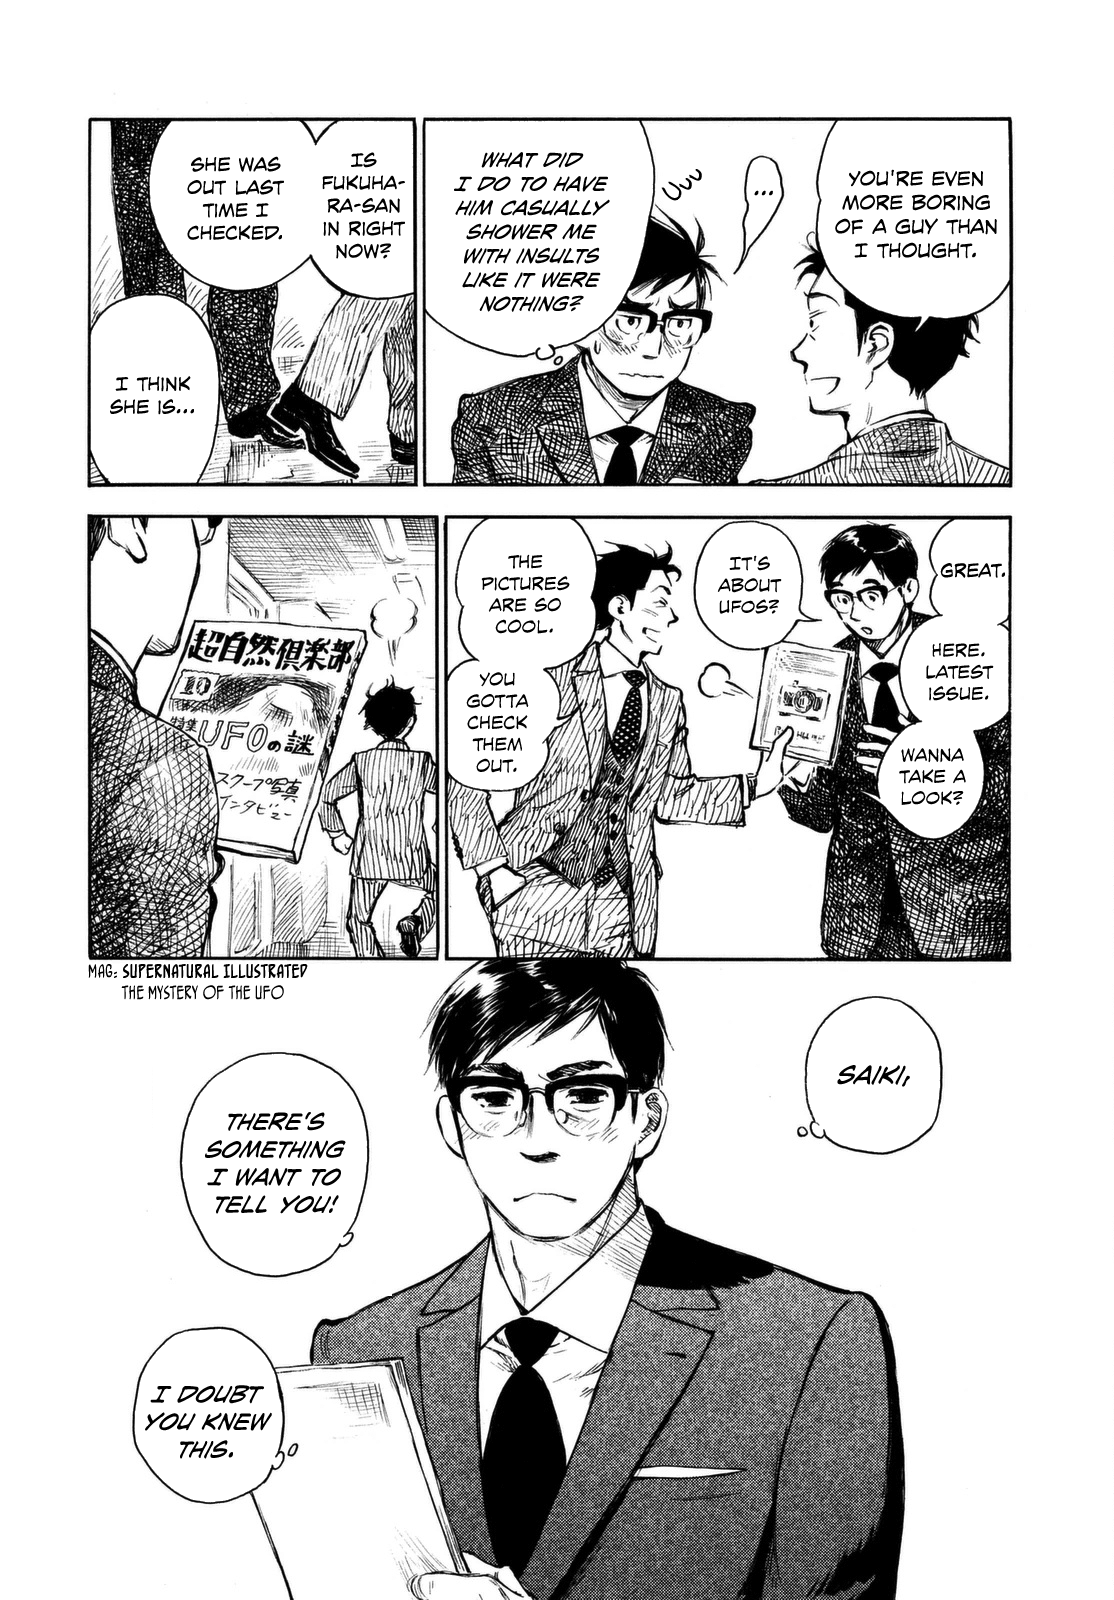 YOU'RE EVEN
MORE BORING
OF A GUY THAN
I THOUGHT.
...
Uuu
WHAT DID
I DO TO HAVE
HIM CASUALLY
SHOWER ME
WITH INSULTS
LIKE IT WERE
NOTHING?
IS
FUKUHA-
RA-SAN
IN RIGHT
NOW?
SHE WAS
OUT LAST
TIME I
CHECKED.
I THINK
SHE IS...
GREAT.
HERE.
LATEST
ISSUE.
WANNA
TAKE A
LOOK?
IT'S
ABOUT
UFOS?
THE
PICTURES
ARE SO
COOL.
YOU
GOTTA
CHECK
THEM
OUT.
超自然倶楽部
10
特集UFOの謎
スクープ写真
インタビュー
MAG: SUPERNATURAL ILLUSTRATED
THE MYSTERY OF THE UFO
SAIKI,
THERE'S
SOMETHING
I WANT TO
TELL YOU!
I DOUBT
YOU KNEW
THIS.